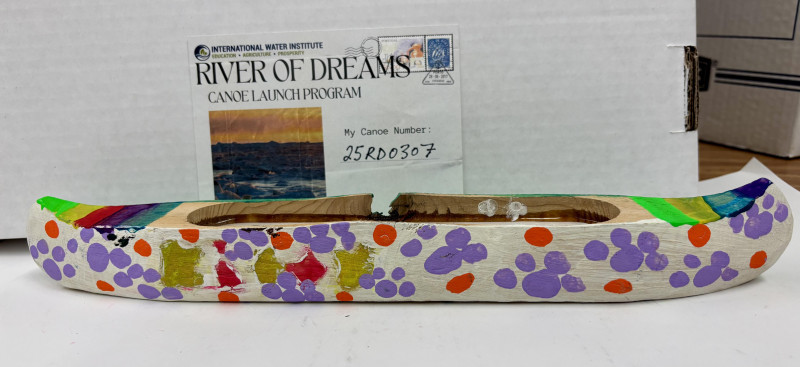 INTERNATIONAL WATER INSTITUTE
EDUCATION • AGRICULTURE • PROSPERITY
RIVER OF DREAMS
CANOE LAUNCH PROGRAM
My Canoe Number:
25RD0307